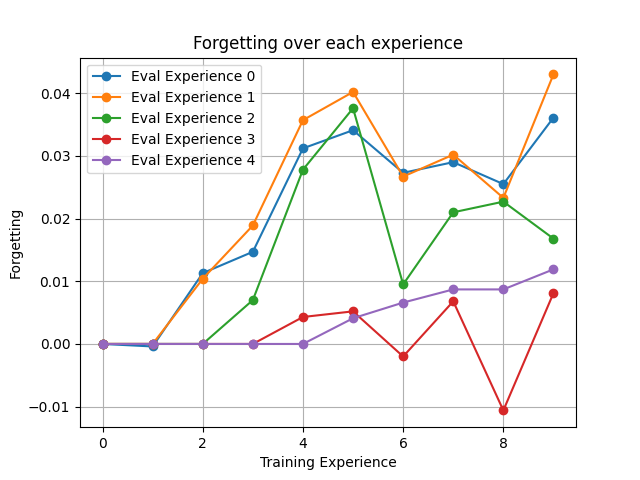 Forgetting over each experience
Eval Experience 0
Eval Experience 1
Eval Experience 2
Eval Experience 3
Eval Experience 4
0.04
0.03
0.02
0.01
0.00
−0.01
Forgetting
0 2 4 6 8
Training Experience